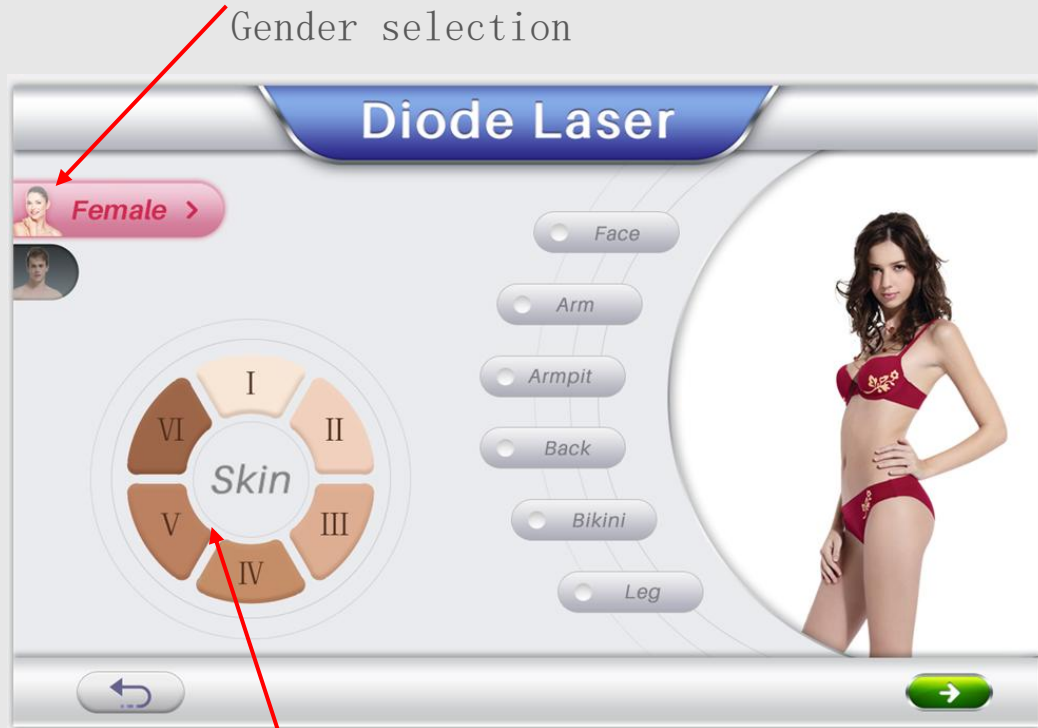 Gender selection
Diode Laser
Female >
Face
Arm
Armpit
Back
Bikini
Leg
I
II
III
IV
V
VI
Skin